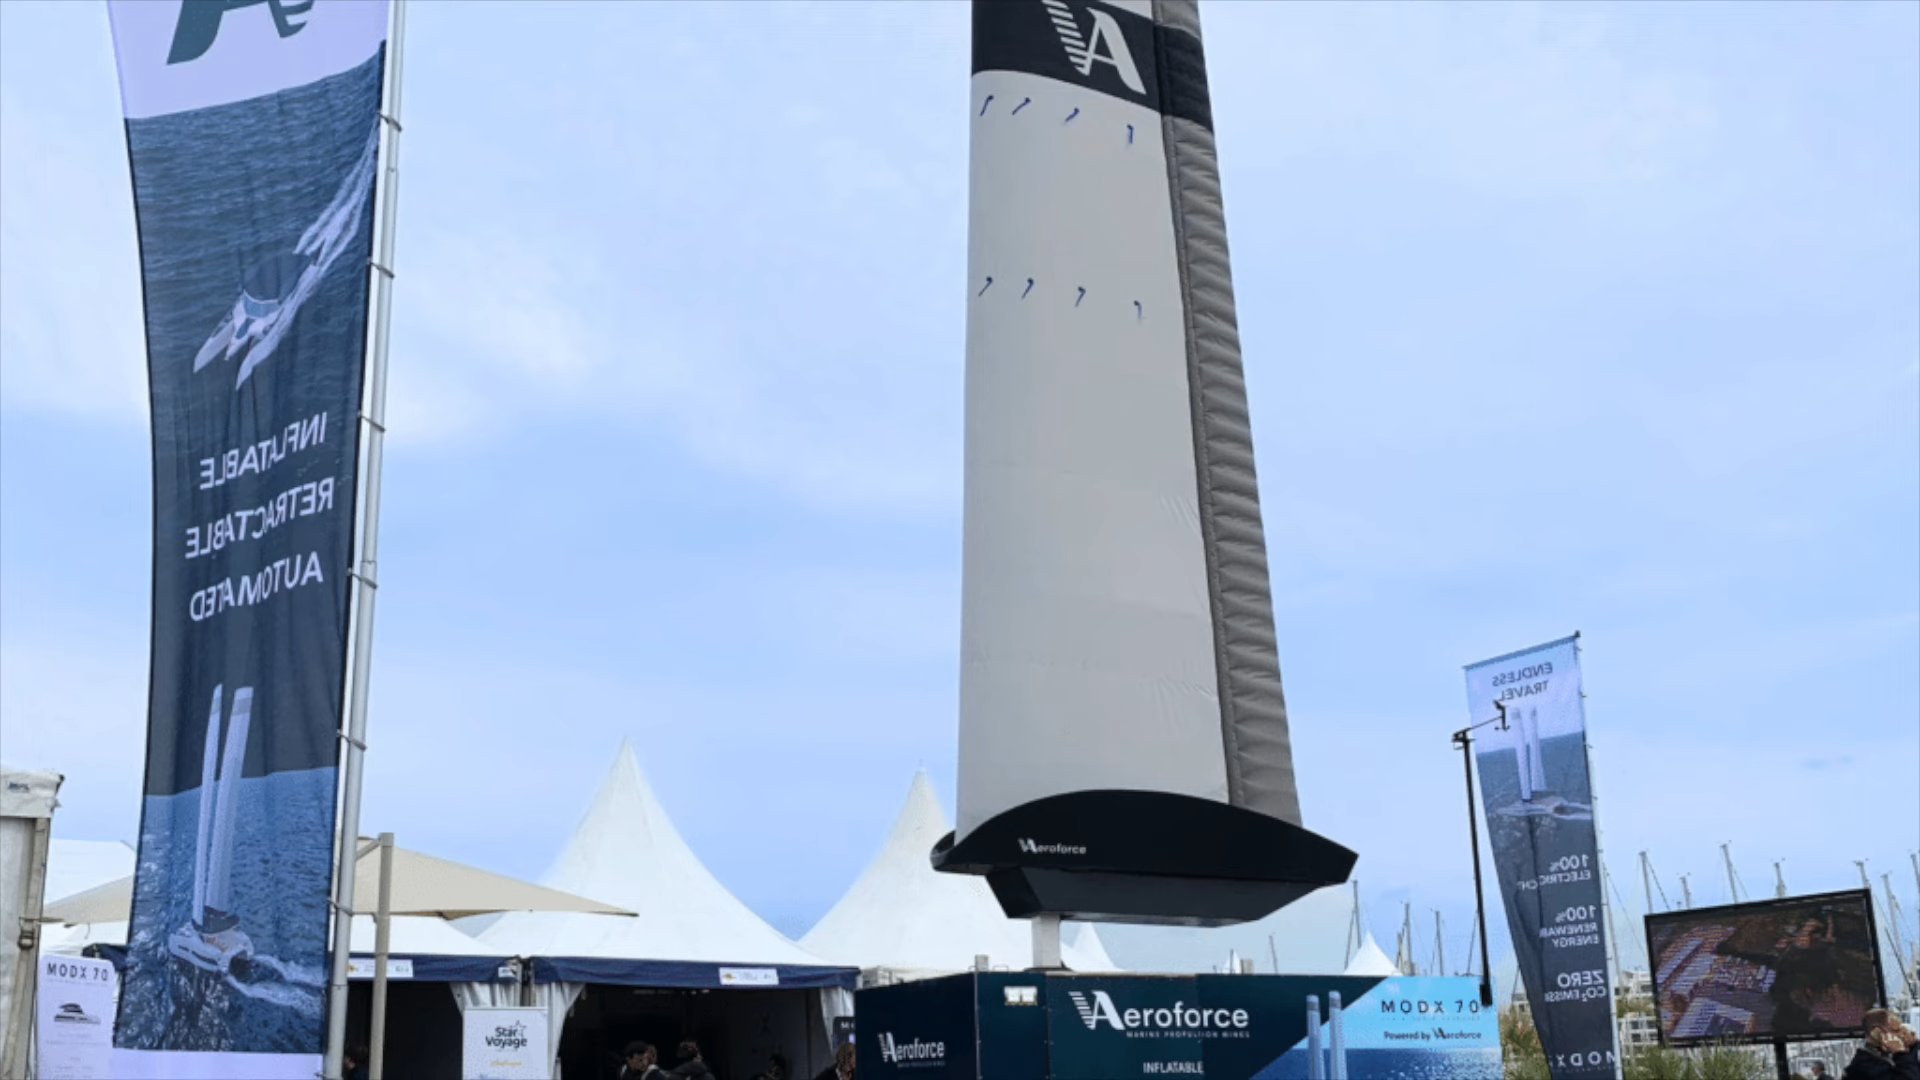 A
INFLATABLE
RETRACTABLE
AUTOMATED
Aeroforce
ENDLESS
TRAVEL
100%
ELECTRIC
100%
ENERGY
ZERO
MODX
MODX 70
Star
Voyage
Aeroforce
Aeroforce
MARINE PROPULSION WINGS
INFLATABLE
MODX 70
Powered by Aeroforce